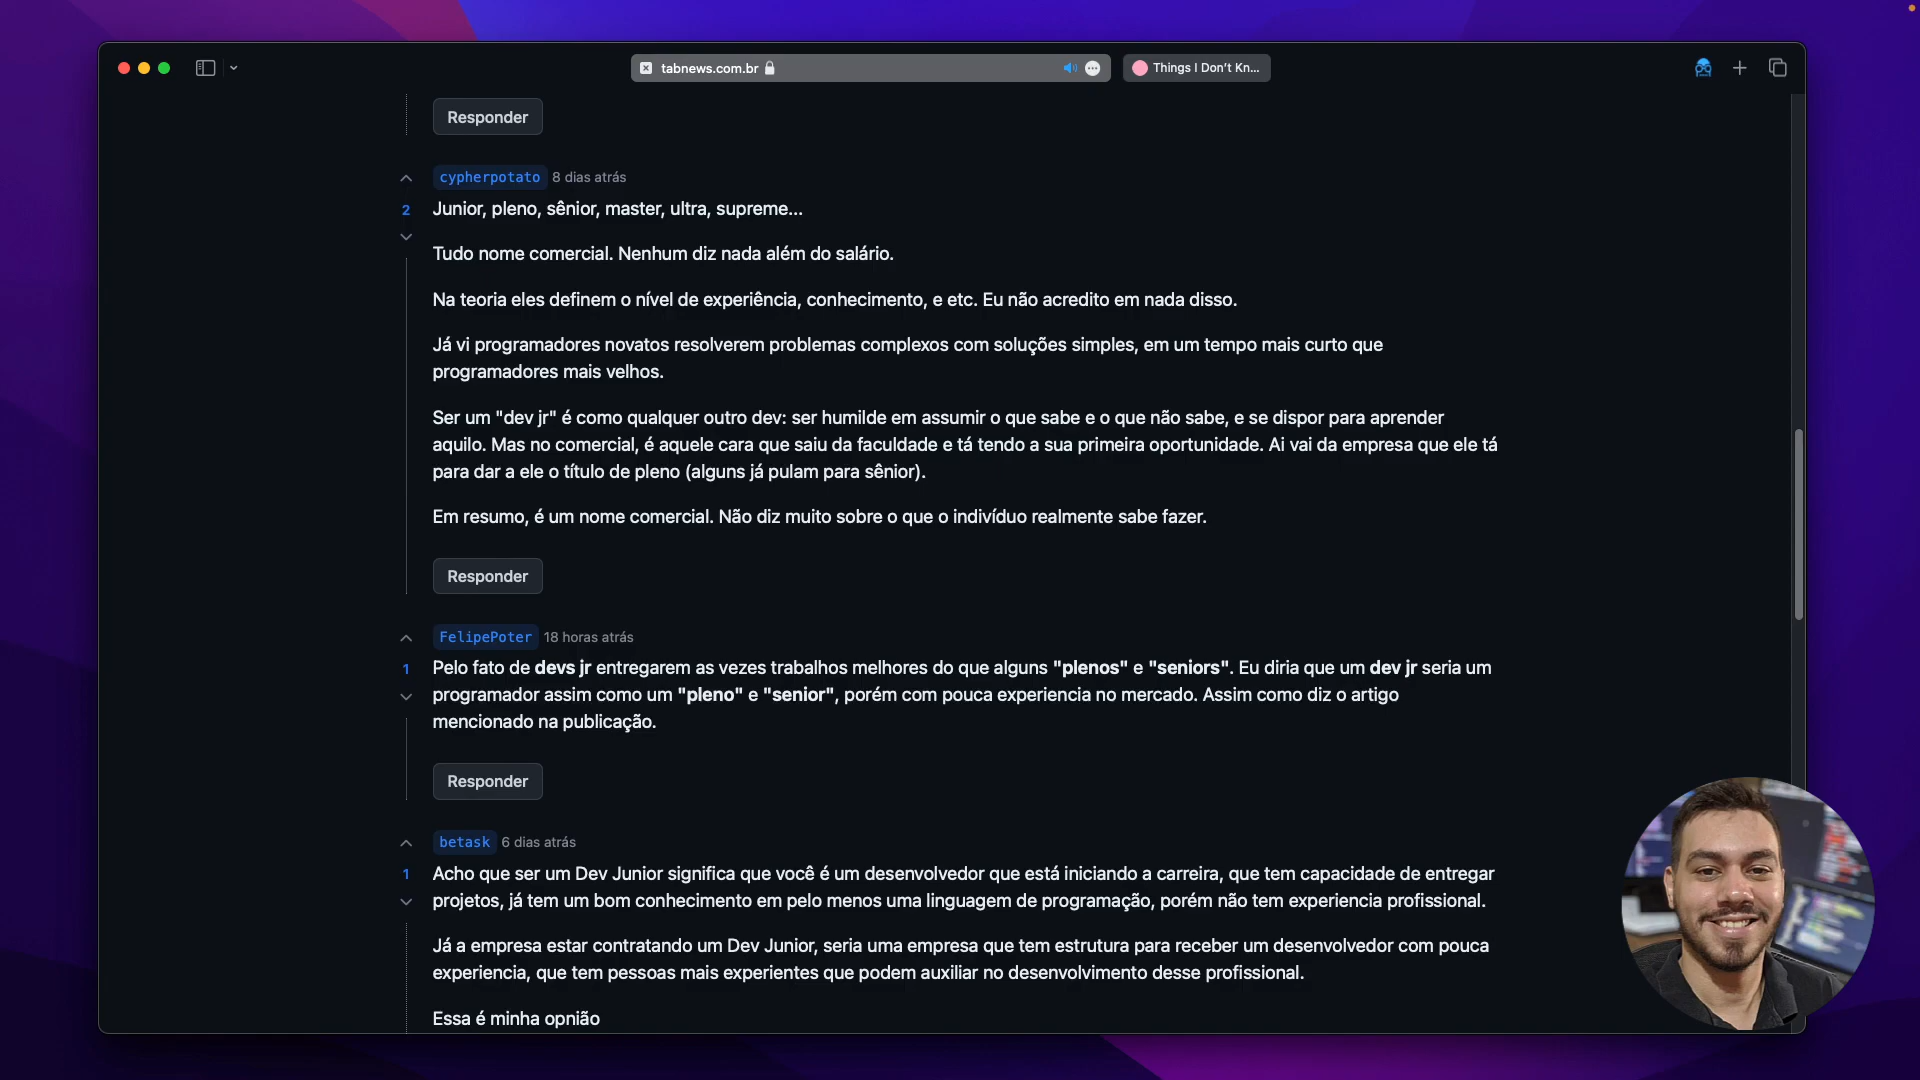 tabnews.com.br
Things I Don't Kn...
Responder
cypherpotato 8 dias atrás
2
Junior, pleno, sênior, master, ultra, supreme...
Tudo nome comercial. Nenhum diz nada além do salário.
Na teoria eles definem o nível de experiência, conhecimento, e etc. Eu não acredito em nada disso.
Já vi programadores novatos resolverem problemas complexos com soluções simples, em um tempo mais curto que
programadores mais velhos.
Ser um "dev jr" é como qualquer outro dev: ser humilde em assumir o que sabe e o que não sabe, e se dispor para aprender
aquilo. Mas no comercial, é aquele cara que saiu da faculdade e tá tendo a sua primeira oportunidade. Ai vai da empresa que ele tá
para dar a ele o título de pleno (alguns já pulam para sênior).
Em resumo, é um nome comercial. Não diz muito sobre o que o indivíduo realmente sabe fazer.
Responder
FelipePoter 18 horas atrás
1
Pelo fato de devs jr entregarem as vezes trabalhos melhores do que alguns "plenos" e "seniors". Eu diria que um dev jr seria um
programador assim como um "pleno" e "senior", porém com pouca experiencia no mercado. Assim como diz o artigo
mencionado na publicação.
Responder
betask 6 dias atrás
1
Acho que ser um Dev Junior significa que você é um desenvolvedor que está iniciando a carreira, que tem capacidade de entregar
projetos, já tem um bom conhecimento em pelo menos uma linguagem de programação, porém não tem experiencia profissional.
Já a empresa estar contratando um Dev Junior, seria uma empresa que tem estrutura para receber um desenvolvedor com pouca
experiencia, que tem pessoas mais experientes que podem auxiliar no desenvolvimento desse profissional.
Essa é minha opnião